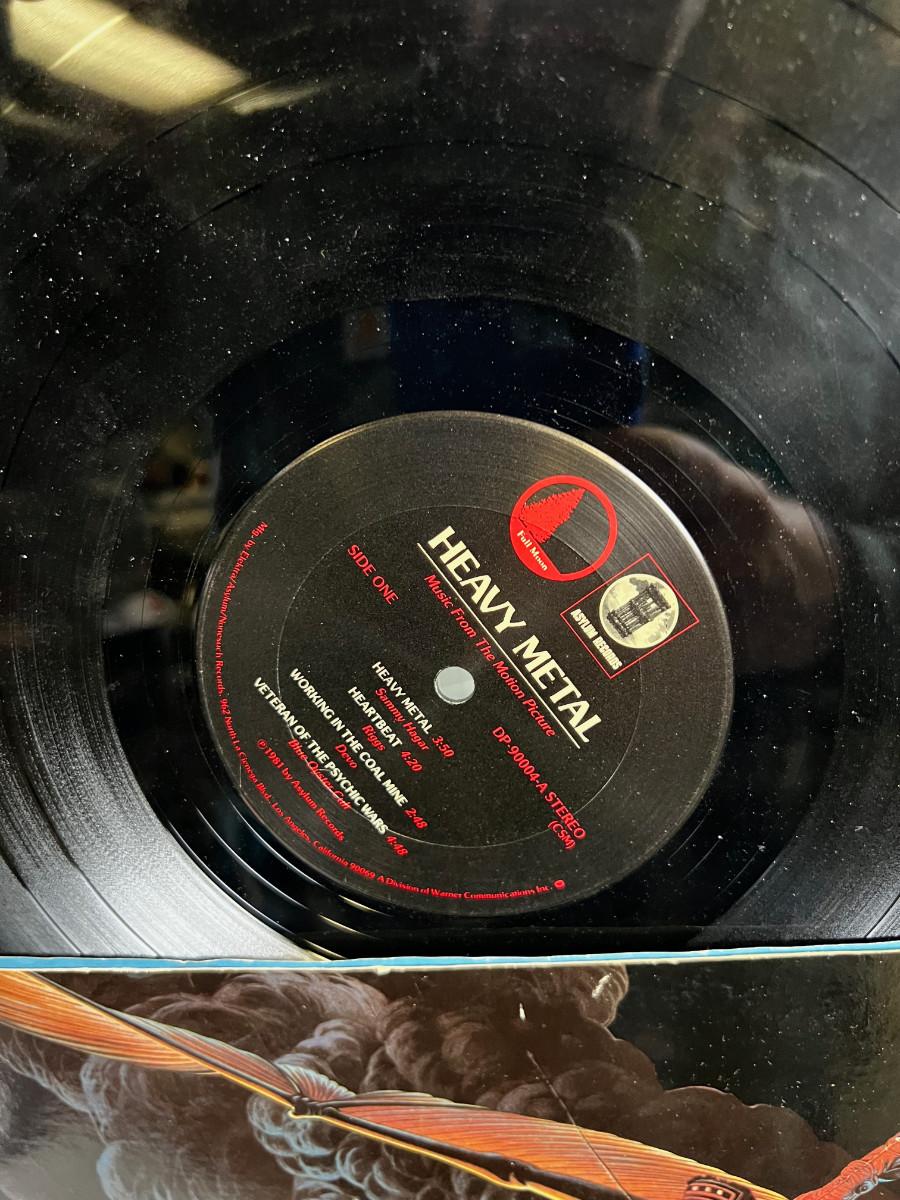 Full Moon
ASYLUM RECORDS
HEAVY METAL
Music From The Motion Picture
SIDE ONE
DP-90004-A STEREO
(CSM)
HEAVY METAL 3:50
Sammy Hagar
HEARTBEAT 4:20
Riggs
WORKING IN THE COAL MINE 2:48
Devo
VETERAN OF THE PSYCHIC WARS 4:48
Blue Oyster Cult
℗ 1981 by Asylum Records
Mfg. by Elektra/Asylum/Nonesuch Records, 962 North La Cienega Blvd., Los Angeles, California 90069 A Division of Warner Communications Inc.